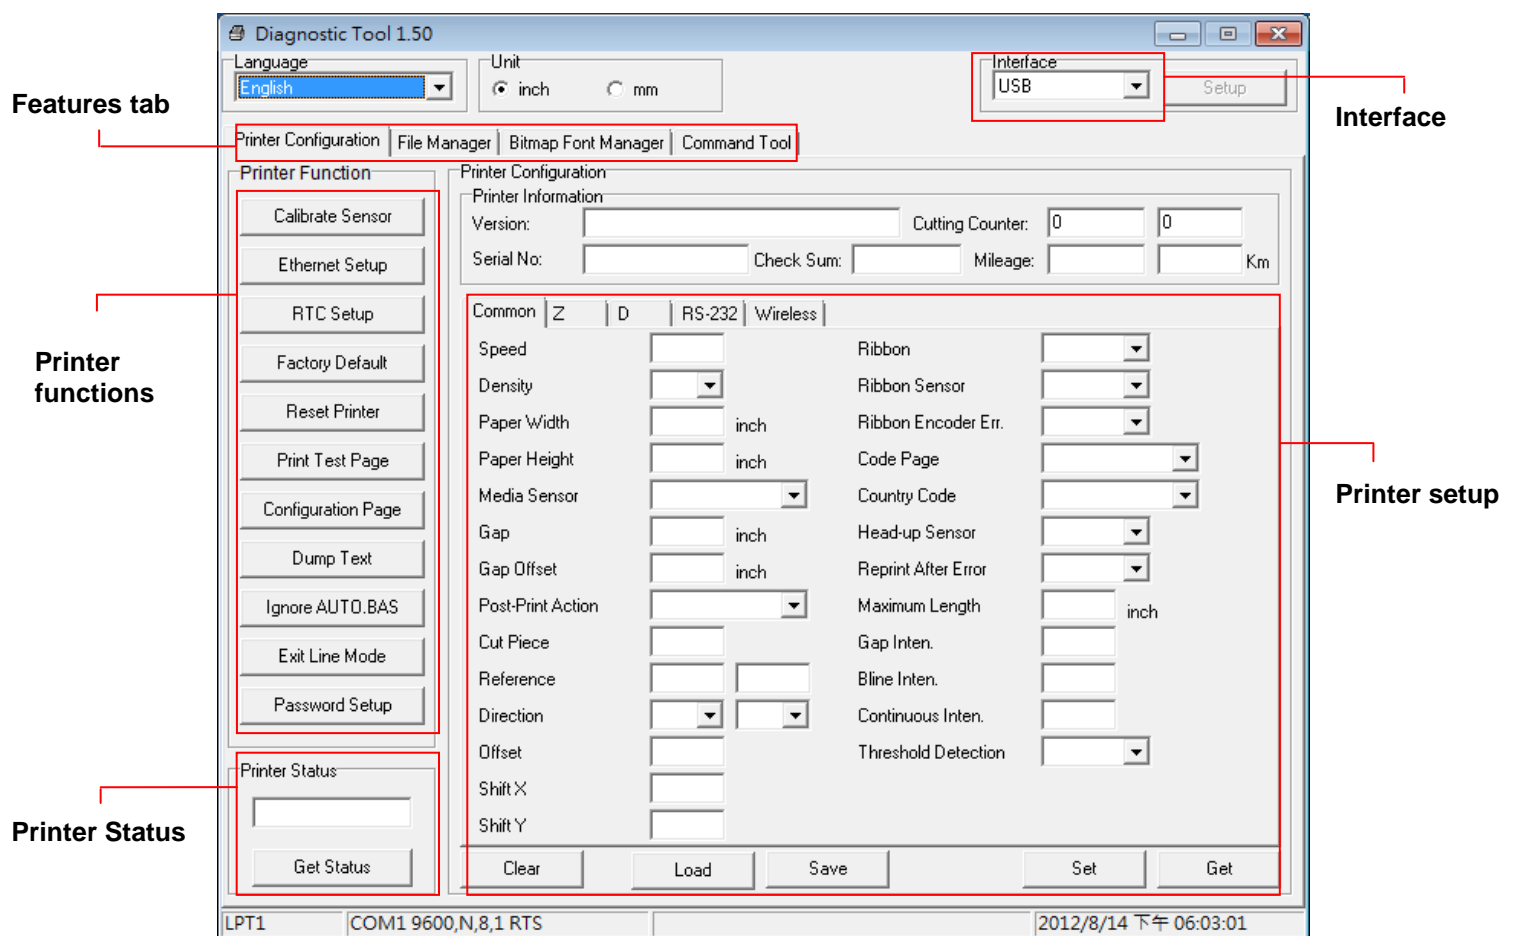 Diagnostic Tool 1.50
Language
English
Unit
inch
mm
Interface
USB
Setup
Features tab
Interface
Printer Configuration
File Manager
Bitmap Font Manager
Command Tool
Printer Function
Calibrate Sensor
Ethernet Setup
RTC Setup
Factory Default
Reset Printer
Print Test Page
Configuration Page
Dump Text
Ignore AUTO.BAS
Exit Line Mode
Password Setup
Printer functions
Printer Configuration
Printer Information
Version:
Cutting Counter:
0
0
Serial No:
Check Sum:
Mileage:
Km
Common
Z
D
RS-232
Wireless
Speed
Density
Paper Width
inch
Paper Height
inch
Media Sensor
Gap
inch
Gap Offset
inch
Post-Print Action
Cut Piece
Reference
Direction
Offset
Shift X
Shift Y
Ribbon
Ribbon Sensor
Ribbon Encoder Err.
Code Page
Country Code
Head-up Sensor
Reprint After Error
Maximum Length
inch
Gap Inten.
Bline Inten.
Continuous Inten.
Threshold Detection
Printer setup
Printer Status
Get Status
Printer Status
Clear
Load
Save
Set
Get
LPT1
COM1 9600,N,8,1 RTS
2012/8/14 下午 06:03:01